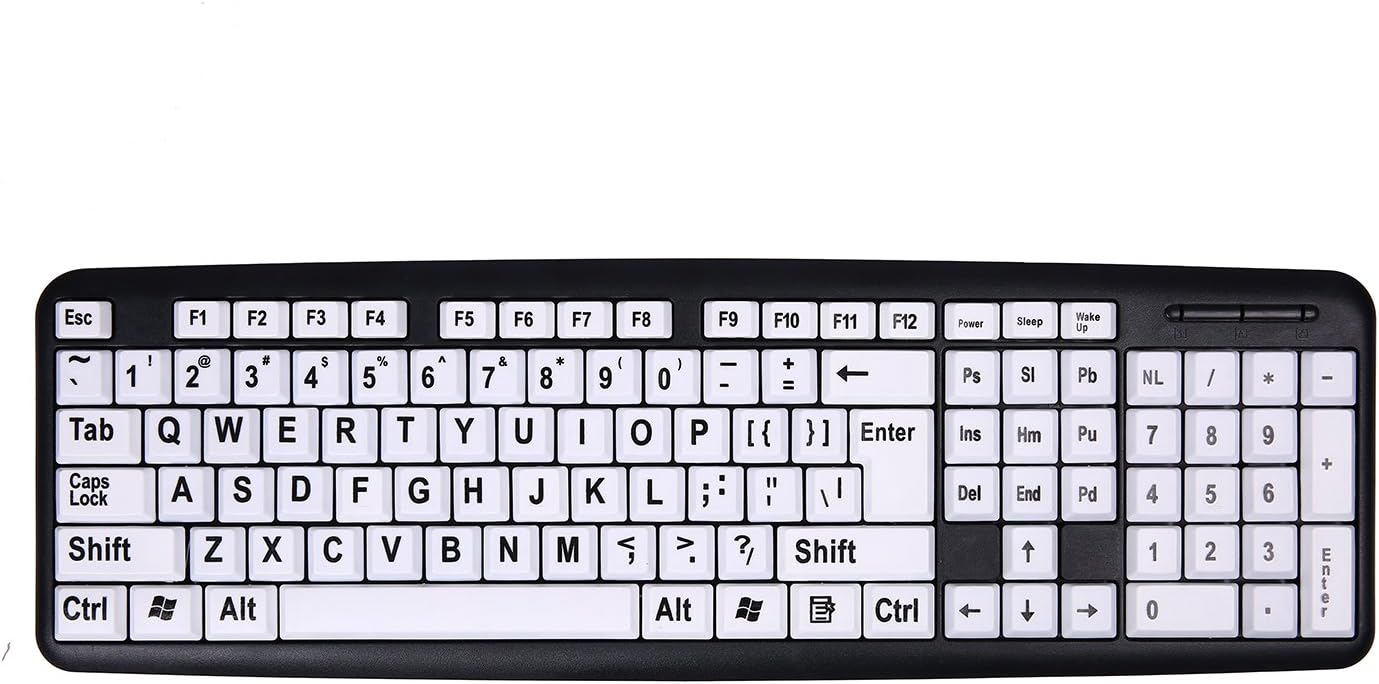 Esc F1 F2 F3 F4 F5 F6 F7 F8 F9 F10 F11 F12 Power Sleep Wake Up
~ ` 1 ! 2 @ 3 # 4 $ 5 % 6 ^ 7 & 8 * 9 ( 0 ) _ - + = ← Ps Sl Pb NL / * -
Tab Q W E R T Y U I O P [ { } ] Enter Ins Hm Pu 7 8 9 +
Caps Lock A S D F G H J K L ; : " ' \ | Del End Pd 4 5 6
Shift Z X C V B N M < , > . ? / Shift ↑ 1 2 3 Enter
Ctrl Alt Alt Ctrl ← ↓ → 0 .